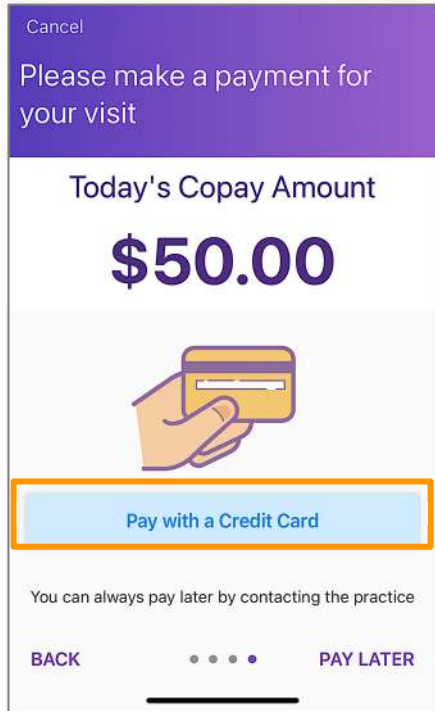 Cancel
Please make a payment for
your visit
Today's Copay Amount
$50.00
Pay with a Credit Card
You can always pay later by contacting the practice
BACK
PAY LATER